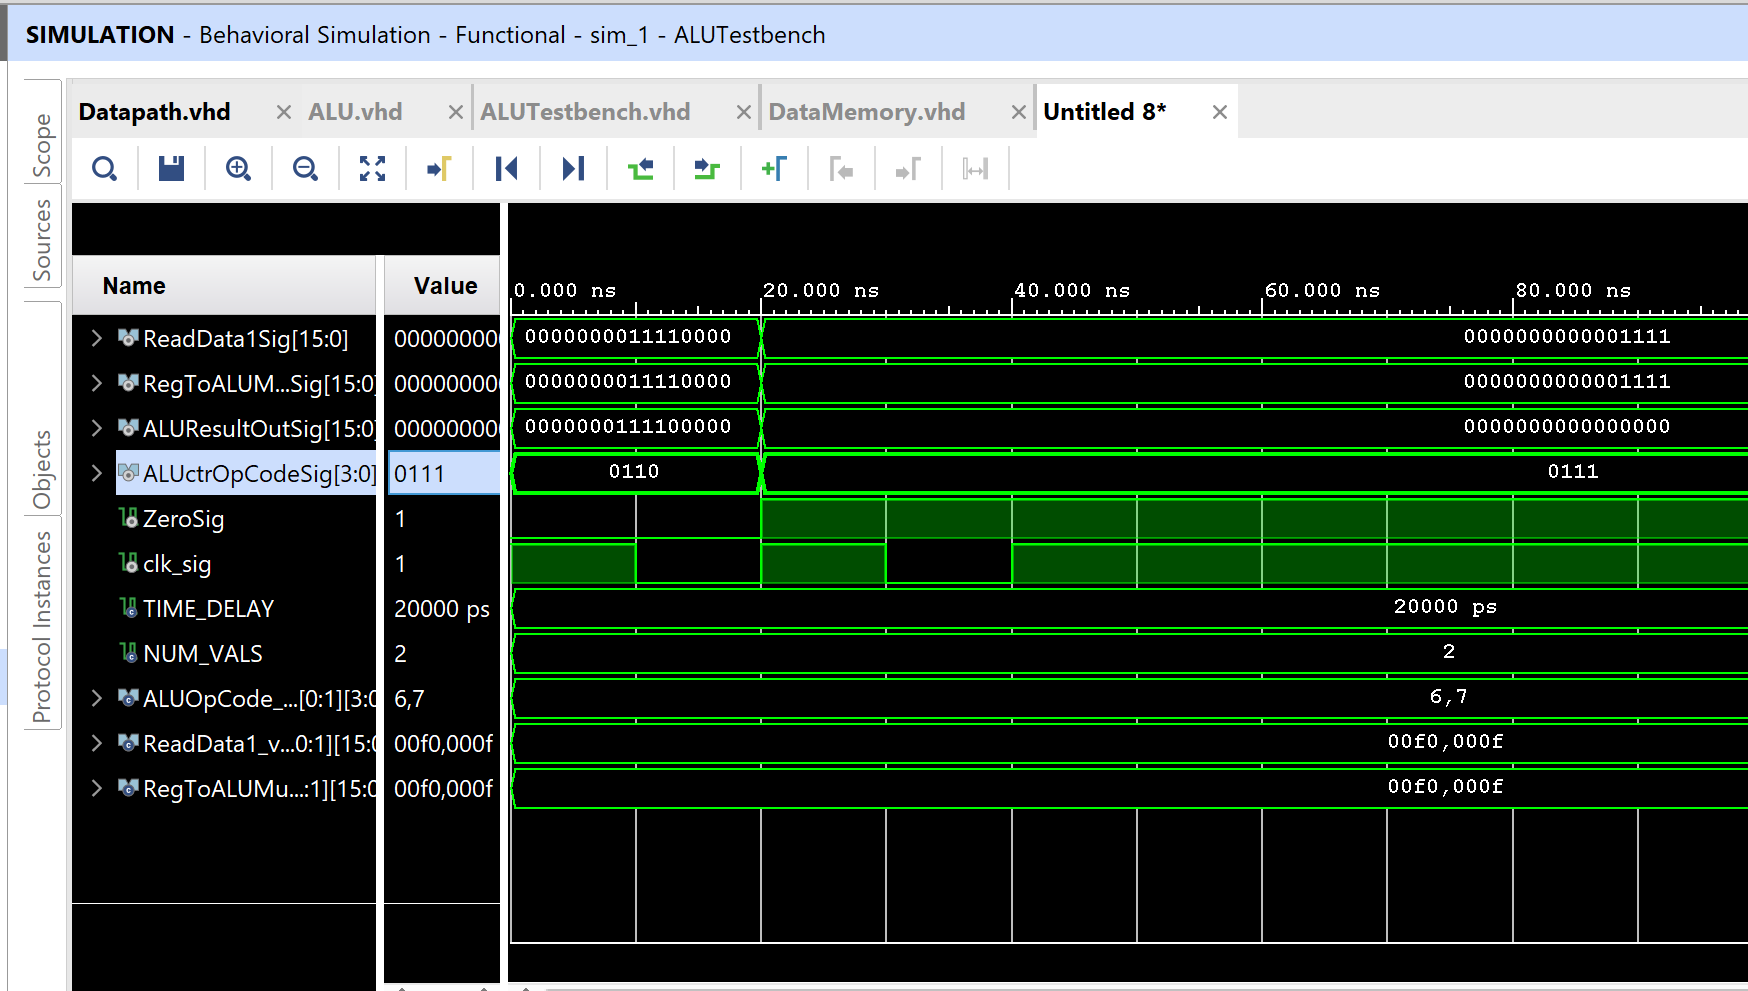 SIMULATION - Behavioral Simulation - Functional - sim_1 - ALUTestbench
Scope
Sources
Objects
Protocol Instances
Datapath.vhd
ALU.vhd
ALUTestbench.vhd
DataMemory.vhd
Untitled 8*
Name Value
0.000 ns 20.000 ns 40.000 ns 60.000 ns 80.000 ns
ReadData1Sig[15:0] 000000000 0000000011110000 0000000000001111
RegToALUM...Sig[15:0] 000000000 0000000011110000 0000000000001111
ALUResultOutSig[15:0] 000000000 0000000111100000 0000000000000000
ALUctrOpCodeSig[3:0] 0111 0110 0111
ZeroSig 1
clk_sig 1
TIME_DELAY 20000 ps 20000 ps
NUM_VALS 2 2
ALUOpCode_...[0:1][3:0 6,7 6,7
ReadData1_v...0:1][15:0 00f0,000f 00f0,000f
RegToALUMu...:1][15:0 00f0,000f 00f0,000f